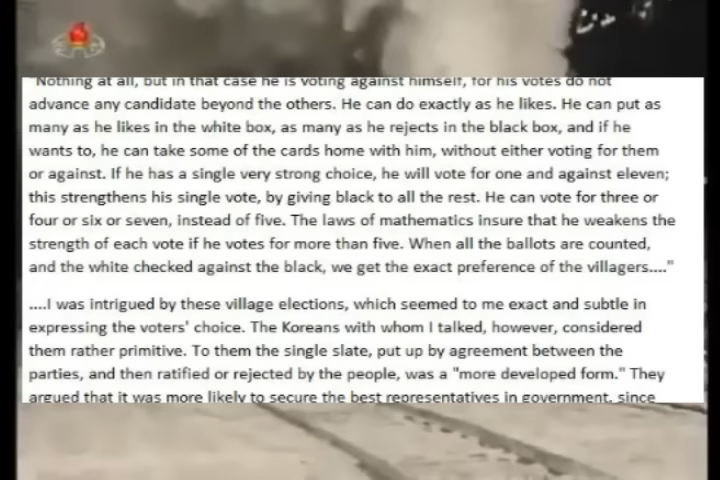 "Nothing at all, but in that case he is voting against himself, for his votes do not
advance any candidate beyond the others. He can do exactly as he likes. He can put as
many as he likes in the white box, as many as he rejects in the black box, and if he
wants to, he can take some of the cards home with him, without either voting for them
or against. If he has a single very strong choice, he will vote for one and against eleven;
this strengthens his single vote, by giving black to all the rest. He can vote for three or
four or six or seven, instead of five. The laws of mathematics insure that he weakens the
strength of each vote if he votes for more than five. When all the ballots are counted,
and the white checked against the black, we get the exact preference of the villagers...."
....I was intrigued by these village elections, which seemed to me exact and subtle in
expressing the voters' choice. The Koreans with whom I talked, however, considered
them rather primitive. To them the single slate, put up by agreement between the
parties, and then ratified or rejected by the people, was a "more developed form." They
argued that it was more likely to secure the best representatives in government, since